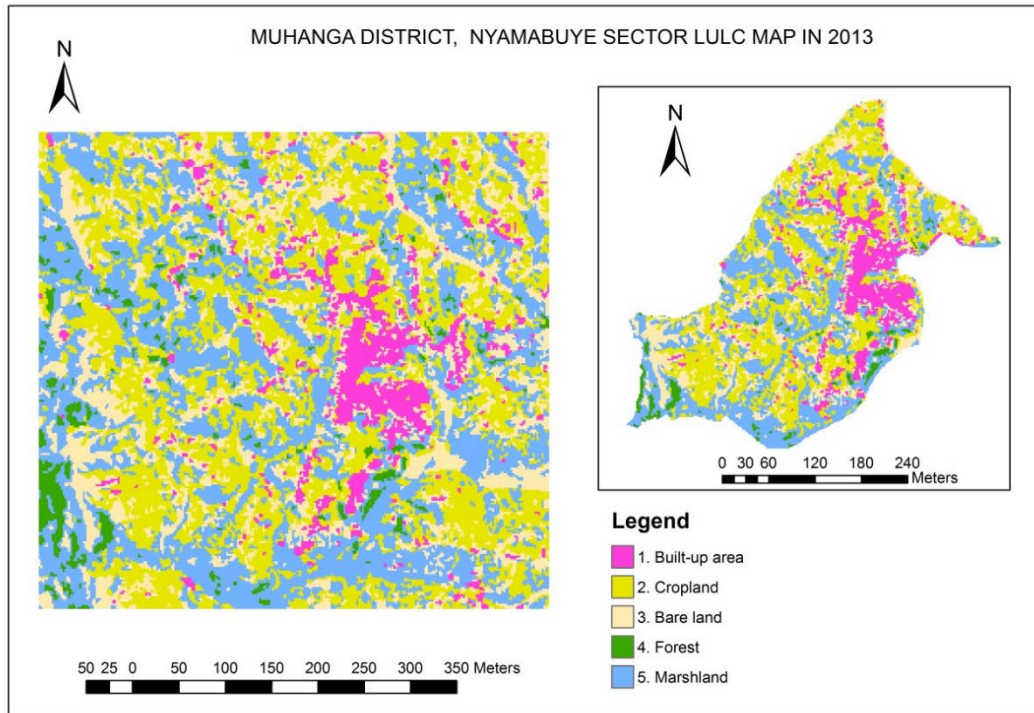 MUHANGA DISTRICT,  NYAMABUYE SECTOR LULC MAP IN 2013
N
N
0 30 60 120 180 240
Meters
Legend
1. Built-up area
2. Cropland
3. Bare land
4. Forest
5. Marshland
50 25 0 50 100 150 200 250 300 350 Meters